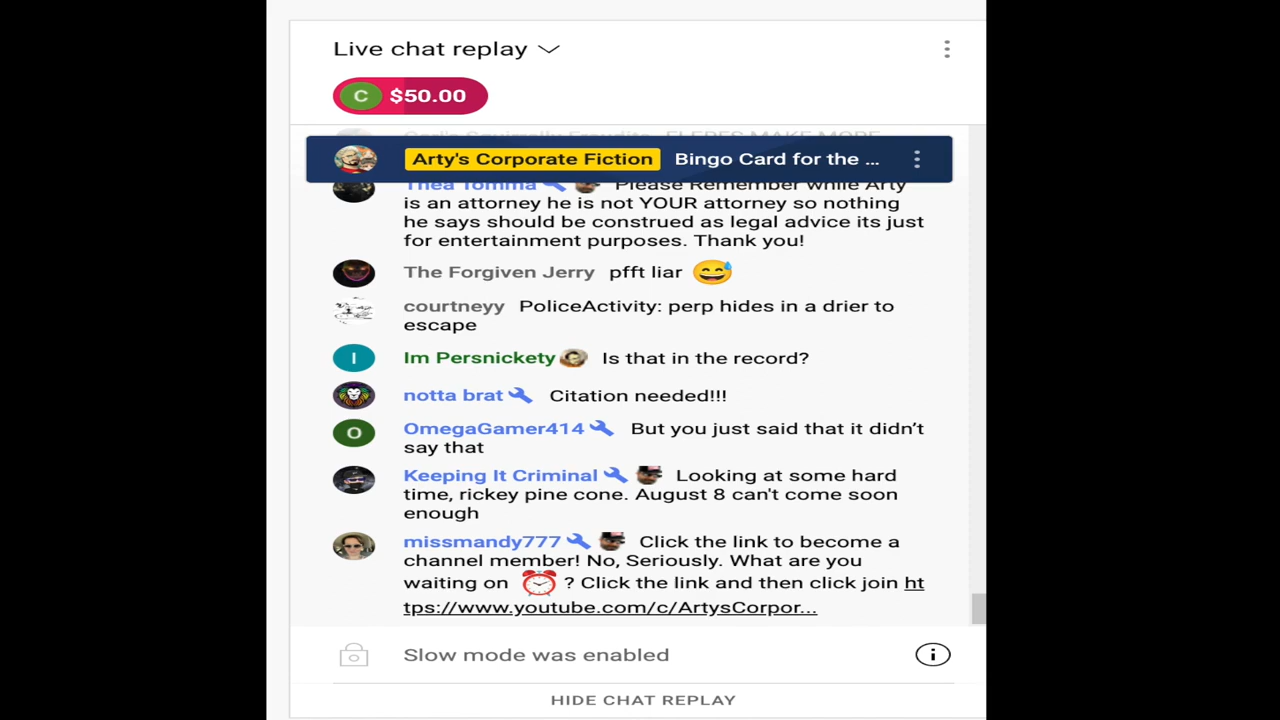 Live chat replay
C $50.00
Arty's Corporate Fiction Bingo Card for the ...
Thea Tomma Please Remember while Arty
is an attorney he is not YOUR attorney so nothing
he says should be construed as legal advice its just
for entertainment purposes. Thank you!
The Forgiven Jerry pfft liar 😅
courtneyy PoliceActivity: perp hides in a drier to
escape
I Im Persnickety Is that in the record?
notta brat Citation needed!!!
O OmegaGamer414 But you just said that it didn’t
say that
Keeping It Criminal Looking at some hard
time, rickey pine cone. August 8 can't come soon
enough
missmandy777 Click the link to become a
channel member! No, Seriously. What are you
waiting on ⏰ ? Click the link and then click join ht
tps://www.youtube.com/c/ArtysCorpor...
Slow mode was enabled
HIDE CHAT REPLAY